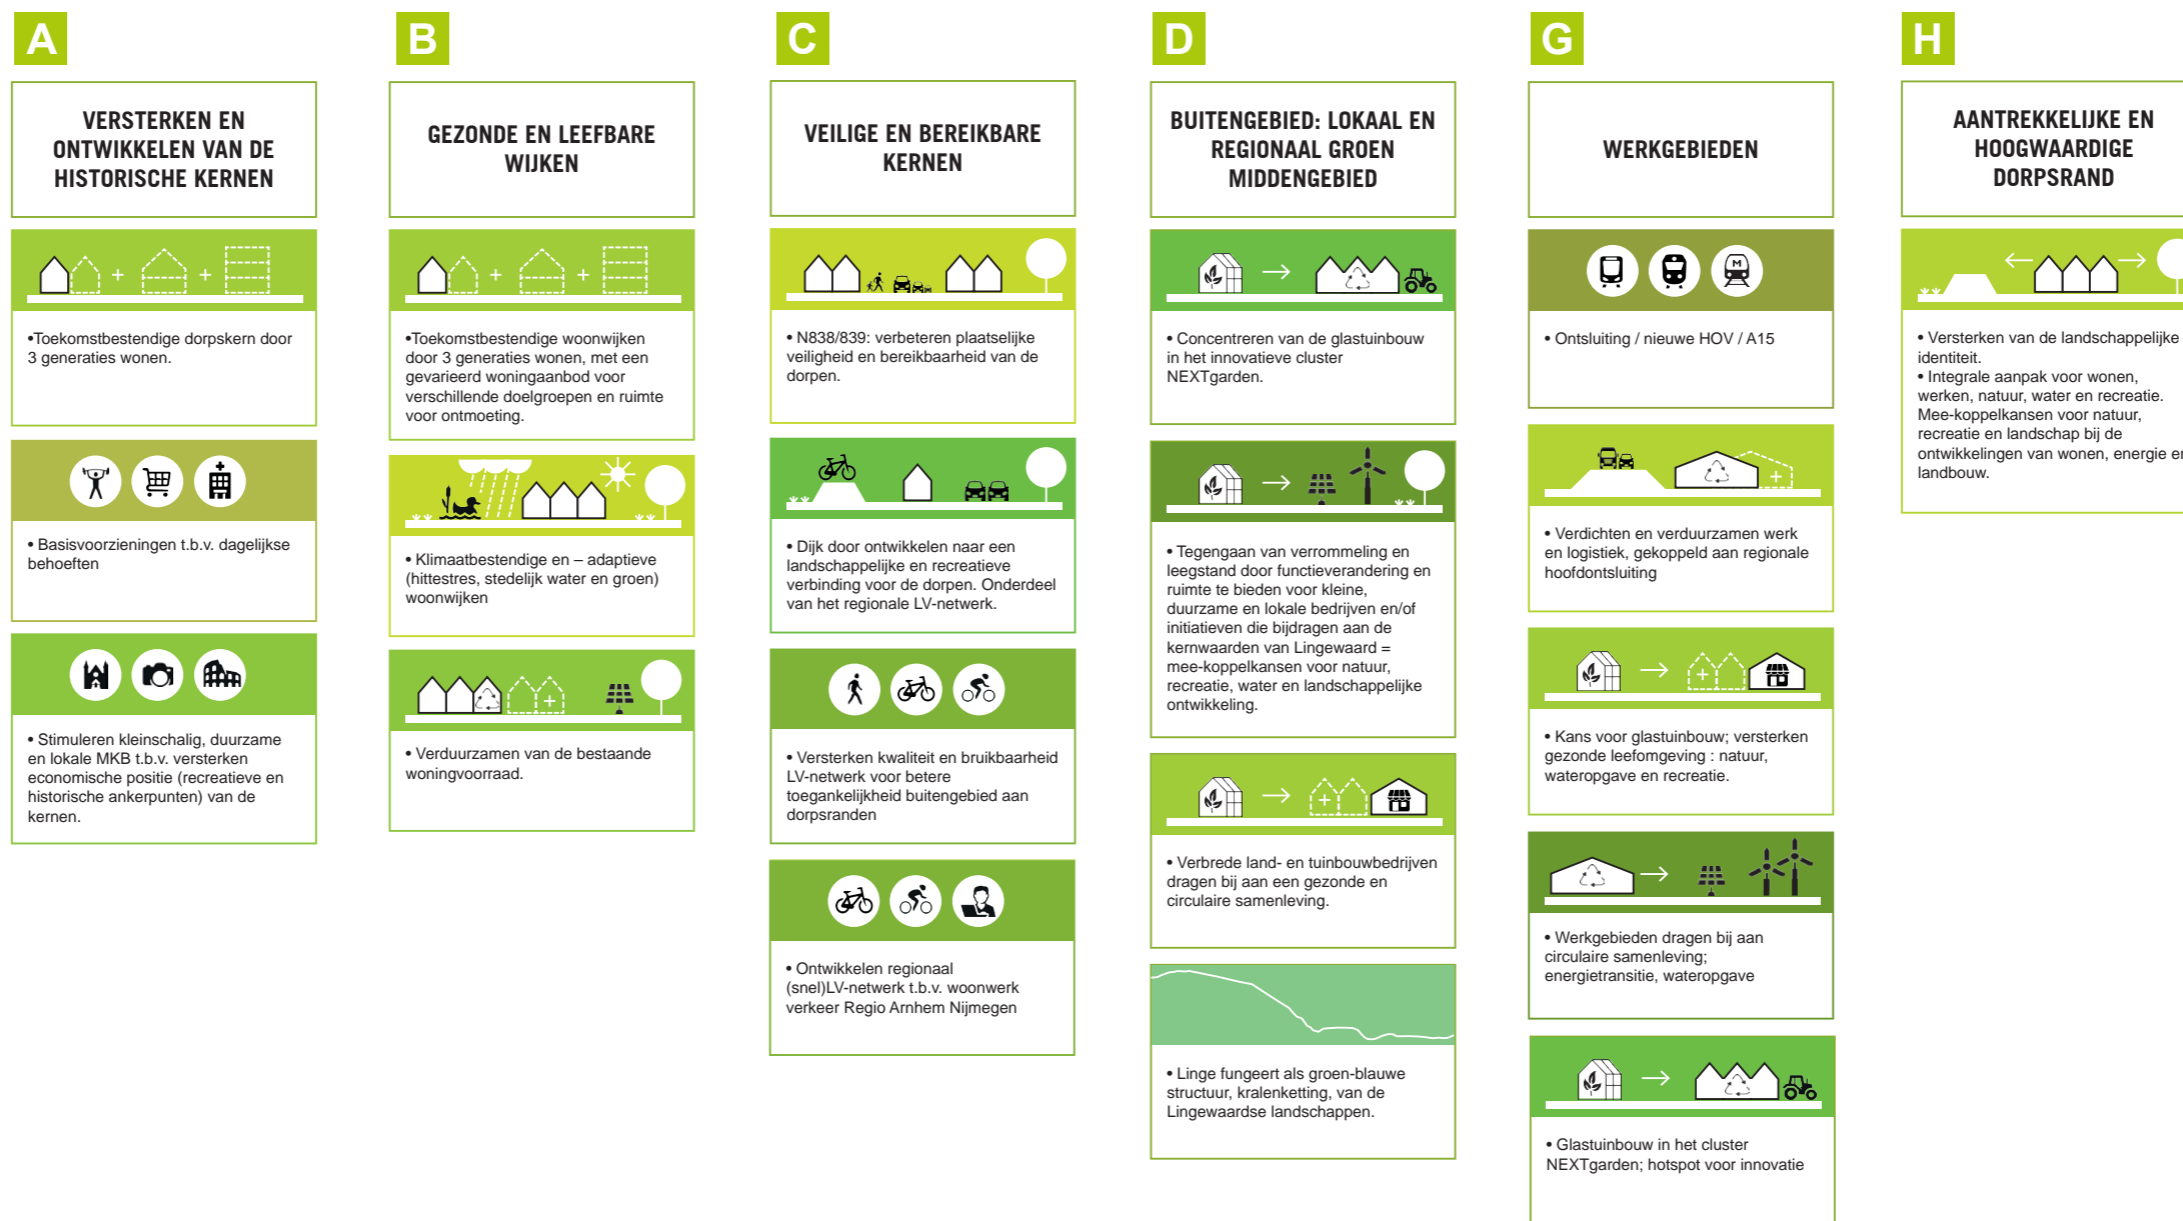 A
VERSTERKEN EN
ONTWIKKELEN VAN DE
HISTORISCHE KERNEN
•Toekomstbestendige dorpskern door
3 generaties wonen.
• Basisvoorzieningen t.b.v. dagelijkse
behoeften
• Stimuleren kleinschalig, duurzame
en lokale MKB t.b.v. versterken
economische positie (recreatieve en
historische ankerpunten) van de
kernen.
B
GEZONDE EN LEEFBARE
WIJKEN
•Toekomstbestendige woonwijken
door 3 generaties wonen, met een
gevarieerd woningaanbod voor
verschillende doelgroepen en ruimte
voor ontmoeting.
• Klimaatbestendige en – adaptieve
(hittestres, stedelijk water en groen)
woonwijken
• Verduurzamen van de bestaande
woningvoorraad.
C
VEILIGE EN BEREIKBARE
KERNEN
• N838/839: verbeteren plaatselijke
veiligheid en bereikbaarheid van de
dorpen.
• Dijk door ontwikkelen naar een
landschappelijke en recreatieve
verbinding voor de dorpen. Onderdeel
van het regionale LV-netwerk.
• Versterken kwaliteit en bruikbaarheid
LV-netwerk voor betere
toegankelijkheid buitengebied aan
dorpsranden
• Ontwikkelen regionaal
(snel)LV-netwerk t.b.v. woonwerk
verkeer Regio Arnhem Nijmegen
D
BUITENGEBIED: LOKAAL EN
REGIONAAL GROEN
MIDDENGEBIED
• Concentreren van de glastuinbouw
in het innovatieve cluster
NEXTgarden.
• Tegengaan van verrommeling en
leegstand door functieverandering en
ruimte te bieden voor kleine,
duurzame en lokale bedrijven en/of
initiatieven die bijdragen aan de
kernwaarden van Lingewaard =
mee-koppelkansen voor natuur,
recreatie, water en landschappelijke
ontwikkeling.
• Verbrede land- en tuinbouwbedrijven
dragen bij aan een gezonde en
circulaire samenleving.
• Linge fungeert als groen-blauwe
structuur, kralenketting, van de
Lingewaardse landschappen.
G
WERKGEBIEDEN
M
• Ontsluiting / nieuwe HOV / A15
• Verdichten en verduurzamen werk
en logistiek, gekoppeld aan regionale
hoofdontsluiting
• Kans voor glastuinbouw; versterken
gezonde leefomgeving : natuur,
wateropgave en recreatie.
• Werkgebieden dragen bij aan
circulaire samenleving;
energietransitie, wateropgave
• Glastuinbouw in het cluster
NEXTgarden; hotspot voor innovatie
H
AANTREKKELIJKE EN
HOOGWAARDIGE
DORPSRAND
• Versterken van de landschappelijke
identiteit.
• Integrale aanpak voor wonen,
werken, natuur, water en recreatie.
Mee-koppelkansen voor natuur,
recreatie en landschap bij de
ontwikkelingen van wonen, energie en
landbouw.